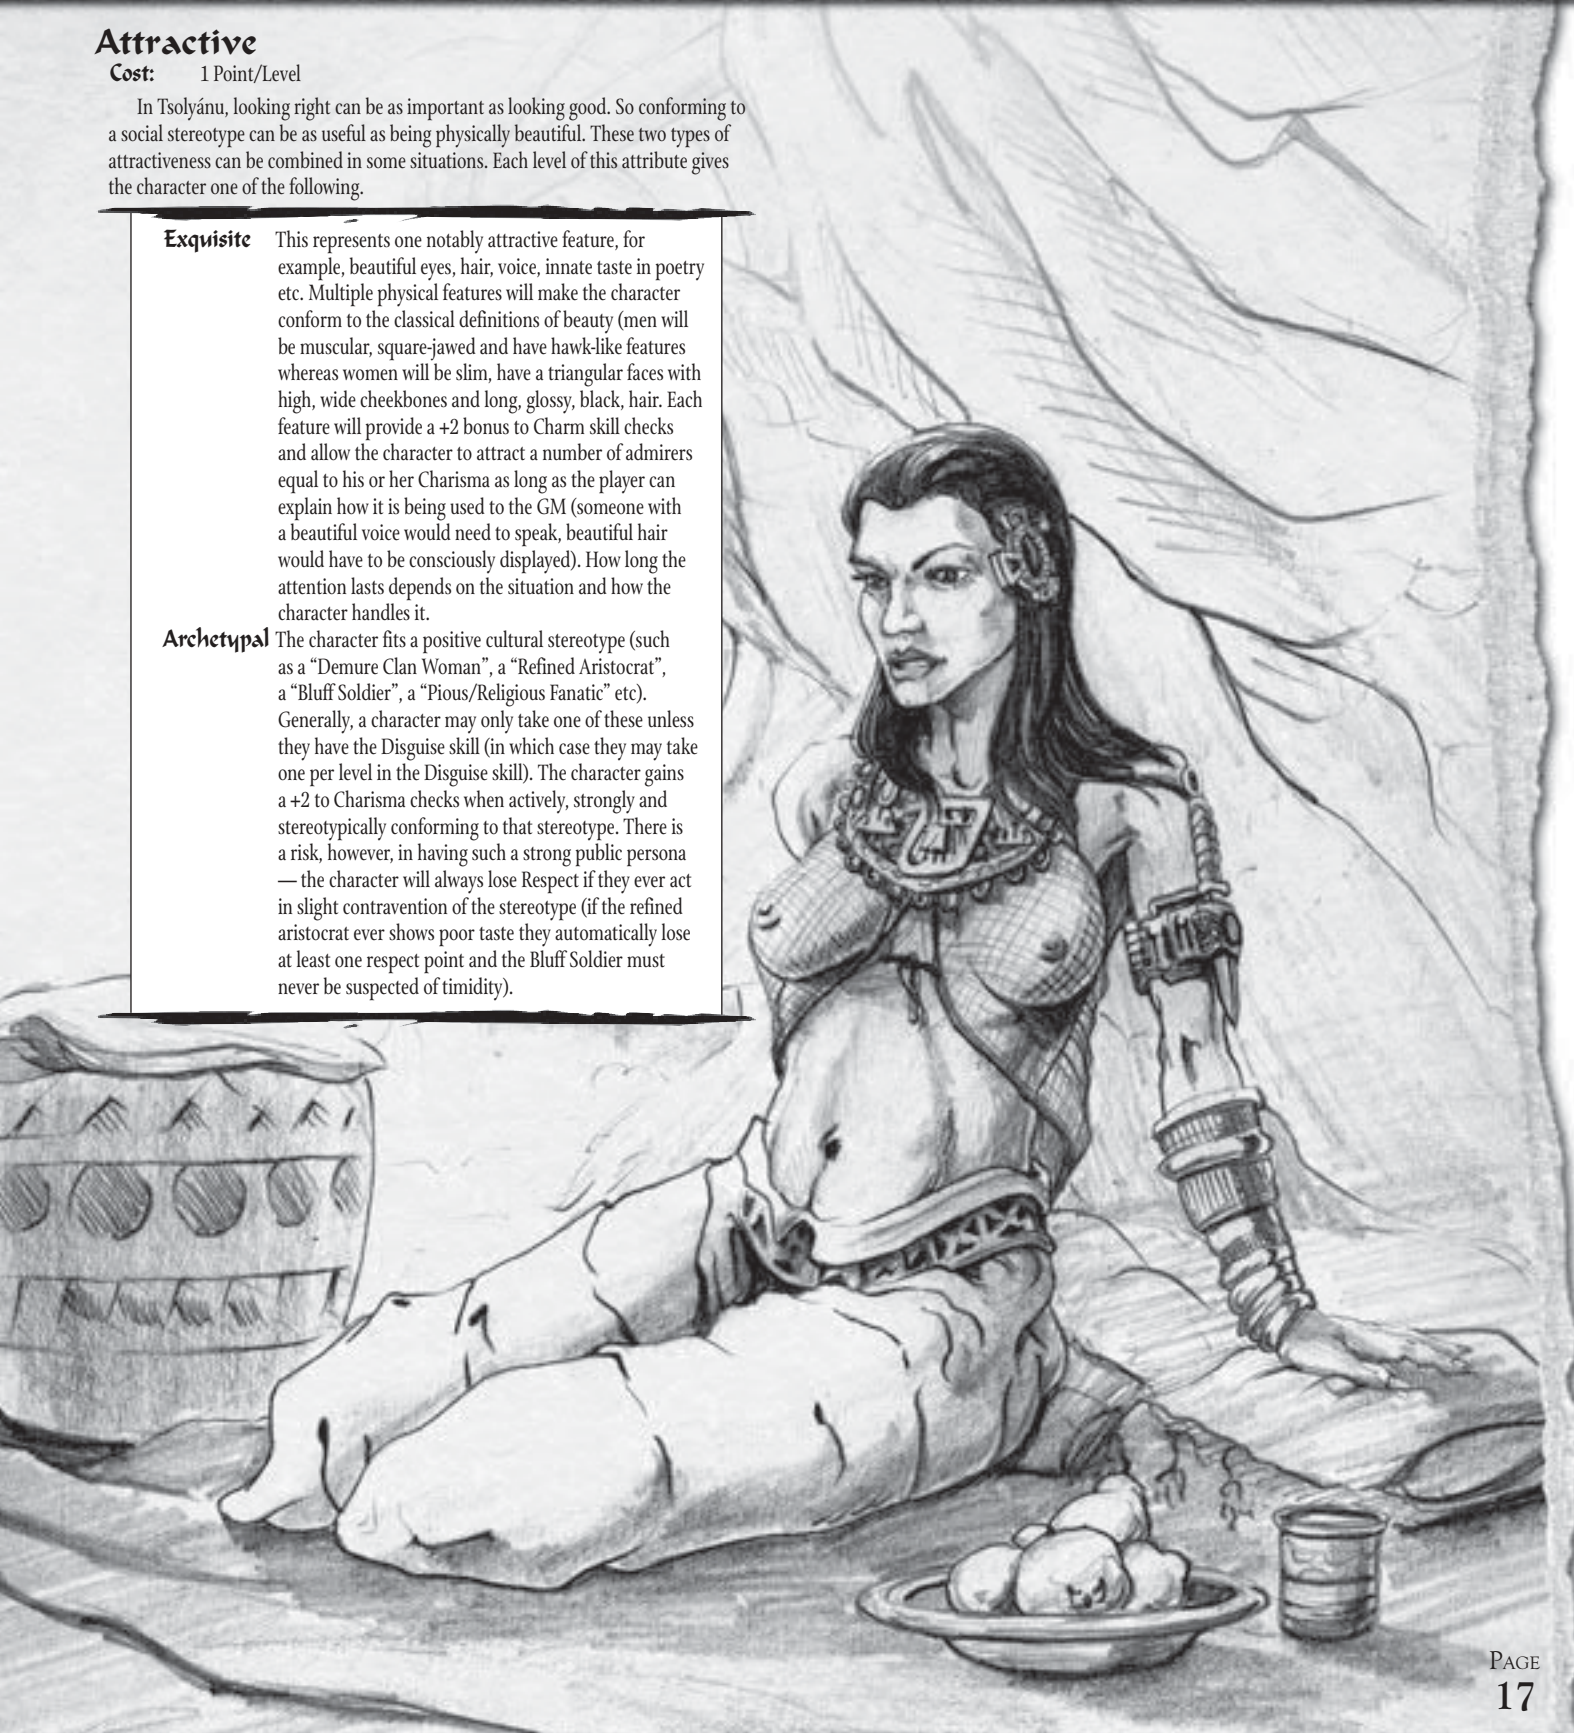 Attractive
Cost: 1 Point/Level
In Tsolyánu, looking right can be as important as looking good. So conforming to
a social stereotype can be as useful as being physically beautiful. These two types of
attractiveness can be combined in some situations. Each level of this attribute gives
the character one of the following.
Exquisite This represents one notably attractive feature, for
example, beautiful eyes, hair, voice, innate taste in poetry
etc. Multiple physical features will make the character
conform to the classical definitions of beauty (men will
be muscular, square-jawed and have hawk-like features
whereas women will be slim, have a triangular faces with
high, wide cheekbones and long, glossy, black, hair. Each
feature will provide a +2 bonus to Charm skill checks
and allow the character to attract a number of admirers
equal to his or her Charisma as long as the player can
explain how it is being used to the GM (someone with
a beautiful voice would need to speak, beautiful hair
would have to be consciously displayed). How long the
attention lasts depends on the situation and how the
character handles it.
Archetypal The character fits a positive cultural stereotype (such
as a “Demure Clan Woman”, a “Refined Aristocrat”,
a “Bluff Soldier”, a “Pious/Religious Fanatic” etc).
Generally, a character may only take one of these unless
they have the Disguise skill (in which case they may take
one per level in the Disguise skill). The character gains
a +2 to Charisma checks when actively, strongly and
stereotypically conforming to that stereotype. There is
a risk, however, in having such a strong public persona
— the character will always lose Respect if they ever act
in slight contravention of the stereotype (if the refined
aristocrat ever shows poor taste they automatically lose
at least one respect point and the Bluff Soldier must
never be suspected of timidity).
PAGE
17